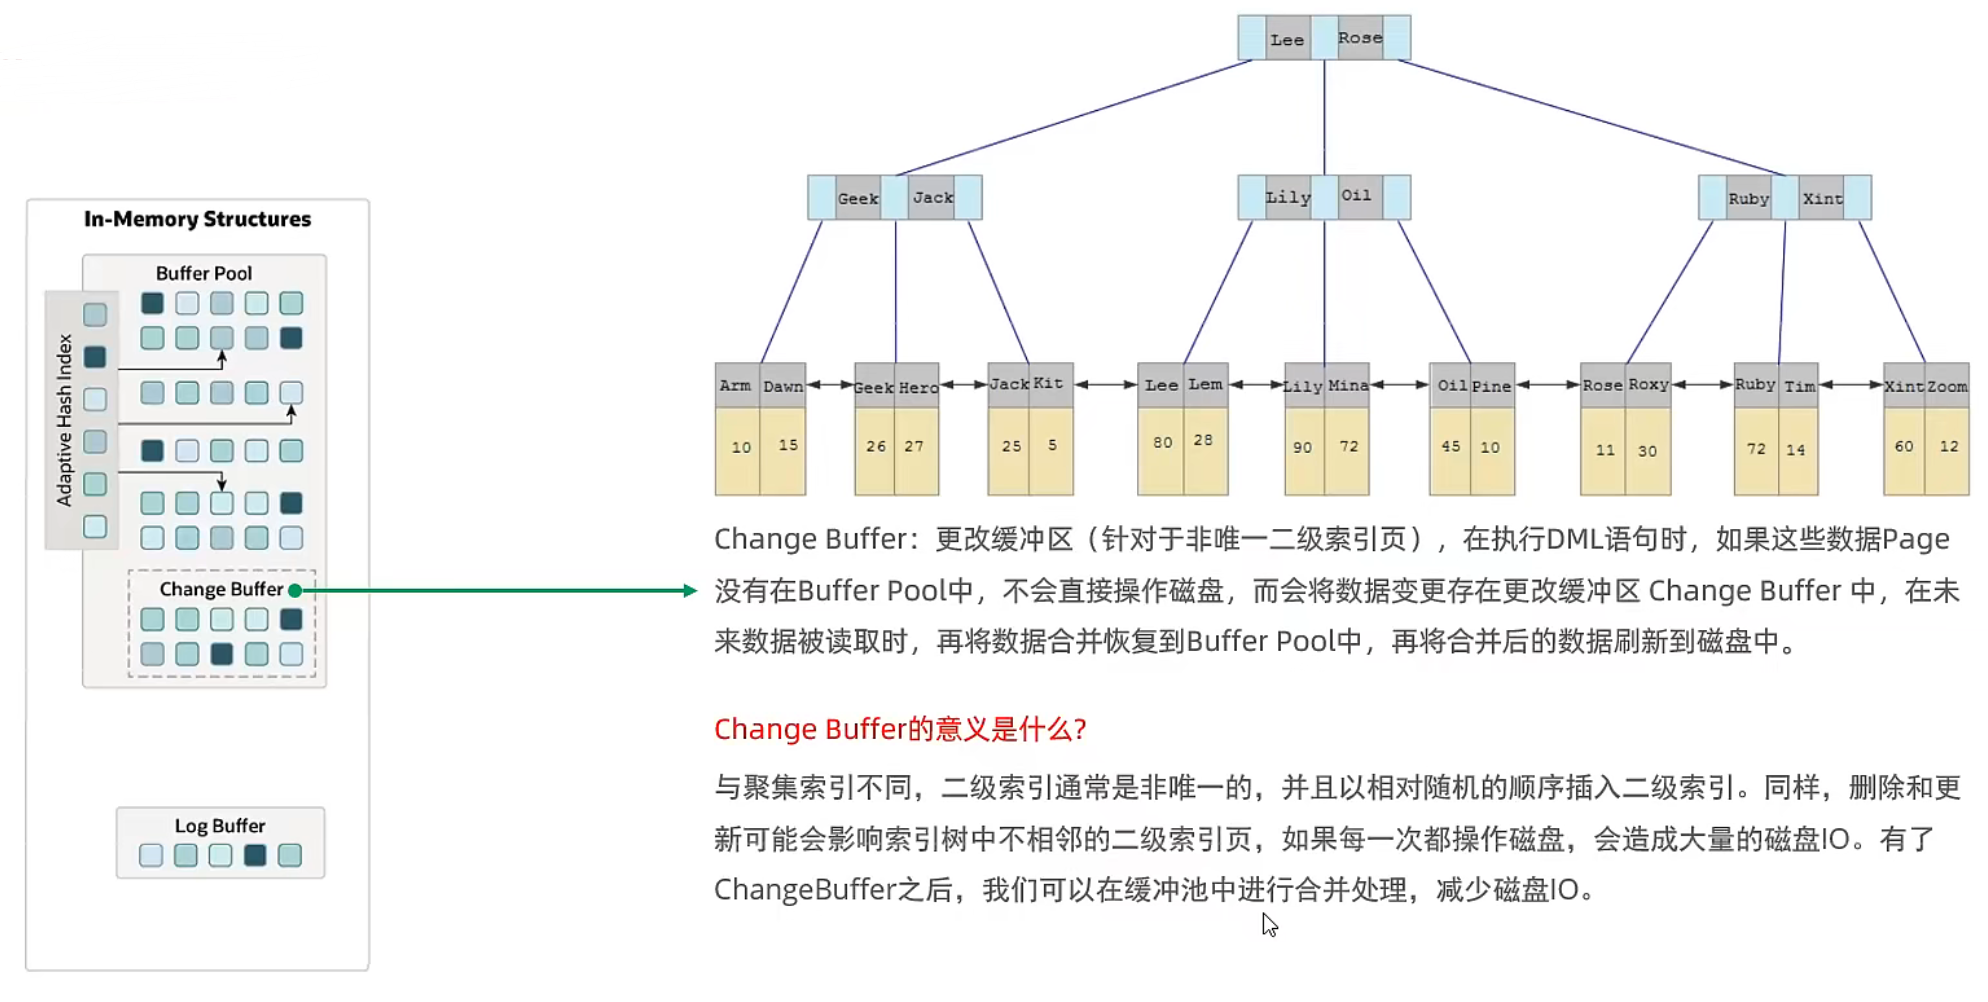 In-Memory Structures
Buffer Pool
Adaptive Hash Index
Change Buffer
Log Buffer
Lee Rose
Geek Jack
Lily Oil
Ruby Xint
Arm Dawn Geek Hero Jack Kit Lee Lem Lily Mina Oil Pine Rose Roxy Ruby Tim Xint Zoom
10 15 26 27 25 5 80 28 90 72 45 10 11 30 72 14 60 12
Change Buffer：更改缓冲区（针对于非唯一二级索引页），在执行DML语句时，如果这些数据Page
没有在Buffer Pool中，不会直接操作磁盘，而会将数据变更存在更改缓冲区 Change Buffer 中，在未
来数据被读取时，再将数据合并恢复到Buffer Pool中，再将合并后的数据刷新到磁盘中。
Change Buffer的意义是什么?
与聚集索引不同，二级索引通常是非唯一的，并且以相对随机的顺序插入二级索引。同样，删除和更
新可能会影响索引树中不相邻的二级索引页，如果每一次都操作磁盘，会造成大量的磁盘IO。有了
ChangeBuffer之后，我们可以在缓冲池中进行合并处理，减少磁盘IO。